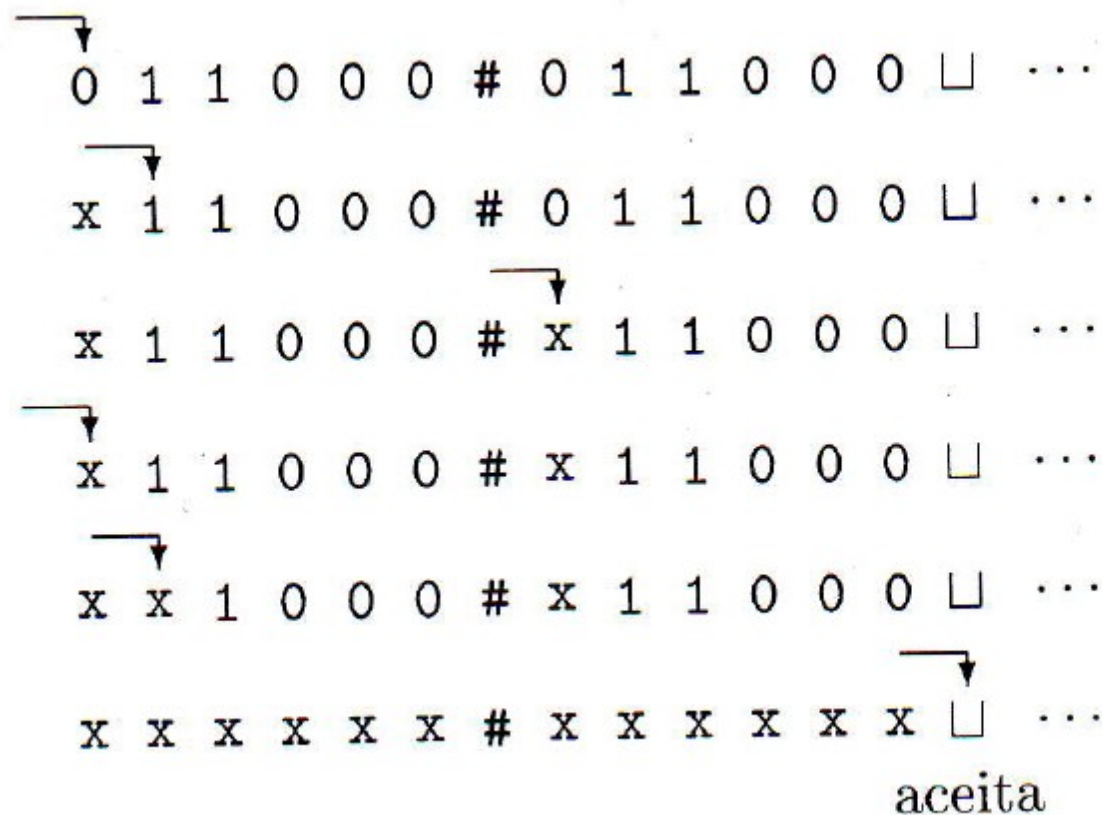 0 1 1 0 0 0 # 0 1 1 0 0 0 ⊔ ···
x 1 1 0 0 0 # 0 1 1 0 0 0 ⊔ ···
x 1 1 0 0 0 # x 1 1 0 0 0 ⊔ ···
x 1 1 0 0 0 # x 1 1 0 0 0 ⊔ ···
x x 1 0 0 0 # x 1 1 0 0 0 ⊔ ···
x x x x x x # x x x x x x ⊔ ···
aceita